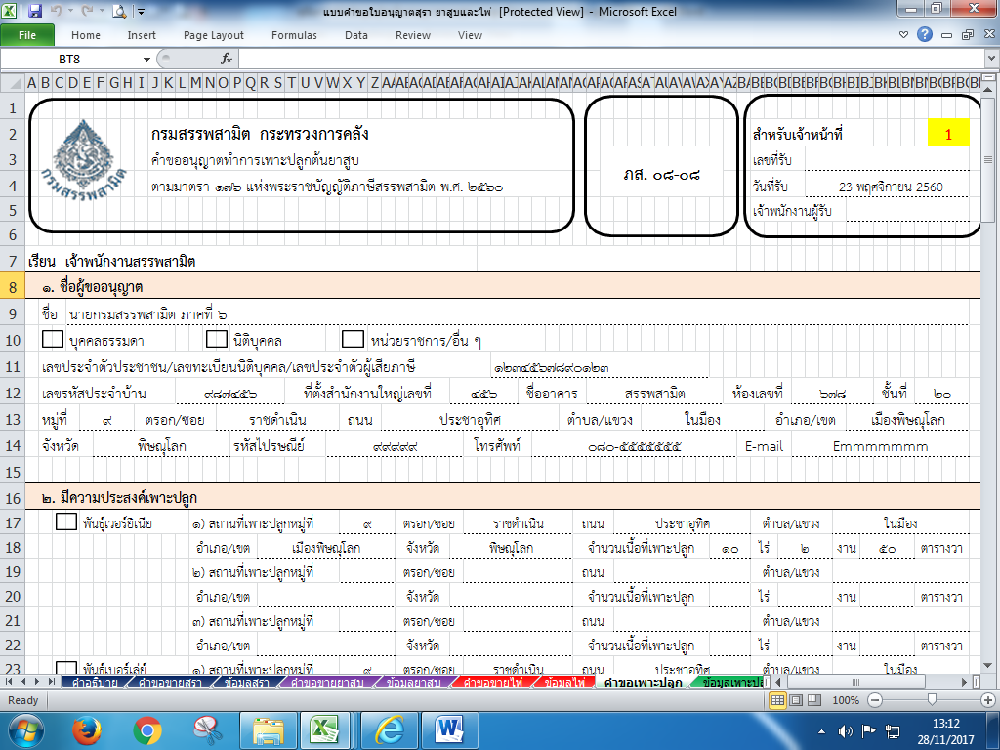 แบบคำขอใบอนุญาตสุรา ยาสูบและไพ่ [Protected View] - Microsoft Excel
File Home Insert Page Layout Formulas Data Review View
BT8 fx
A B C D E F G H I J K L M N O P Q R S T U V W X Y Z
1
2 กรมสรรพสามิต กระทรวงการคลัง สำหรับเจ้าหน้าที่ 1
3 คำขออนุญาตทำการเพาะปลูกต้นยาสูบ เลขที่รับ
กรมสรรพสามิต
ภส. ๐๘-๐๘
4 ตามมาตรา ๑๗๖ แห่งพระราชบัญญัติภาษีสรรพสามิต พ.ศ. ๒๕๖๐ วันที่รับ 23 พฤศจิกายน 2560
5 เจ้าพนักงานผู้รับ
6
7 เรียน เจ้าพนักงานสรรพสามิต
8 ๑. ชื่อผู้ขออนุญาต
9 ชื่อ นายกรมสรรพสามิต ภาคที่ ๖
10 บุคคลธรรมดา นิติบุคคล หน่วยราชการ/อื่น ๆ
11 เลขประจำตัวประชาชน/เลขทะเบียนนิติบุคคล/เลขประจำตัวผู้เสียภาษี ๑๒๓๔๕๖๗๘๙๐๑๒๓
12 เลขรหัสประจำบ้าน ๙๘๗๔๕๖ ที่ตั้งสำนักงานใหญ่เลขที่ ๔๕๖ ชื่ออาคาร สรรพสามิต ห้องเลขที่ ๖๗๘ ชั้นที่ ๒๐
13 หมู่ที่ ๙ ตรอก/ซอย ราชดำเนิน ถนน ประชาอุทิศ ตำบล/แขวง ในมือง อำเภอ/เขต เมืองพิษณุโลก
14 จังหวัด พิษณุโลก รหัสไปรษณีย์ ๙๙๙๙๙ โทรศัพท์ ๐๘๐-๕๕๕๕๕๕๕ E-mail Emmmmmmm
15
16 ๒. มีความประสงค์เพาะปลูก
17 พันธุ์เวอร์ยิเนีย ๑) สถานที่เพาะปลูกหมู่ที่ ๙ ตรอก/ซอย ราชดำเนิน ถนน ประชาอุทิศ ตำบล/แขวง ในมือง
18 อำเภอ/เขต เมืองพิษณุโลก จังหวัด พิษณุโลก จำนวนเนื้อที่เพาะปลูก ๑๐ ไร่ ๒ งาน ๕๐ ตารางวา
19 ๒) สถานที่เพาะปลูกหมู่ที่ ตรอก/ซอย ถนน ตำบล/แขวง
20 อำเภอ/เขต จังหวัด จำนวนเนื้อที่เพาะปลูก ไร่ งาน ตารางวา
21 ๓) สถานที่เพาะปลูกหมู่ที่ ตรอก/ซอย ถนน ตำบล/แขวง
22 อำเภอ/เขต จังหวัด จำนวนเนื้อที่เพาะปลูก ไร่ งาน ตารางวา
23 พันธุ์เบอร์เล่ย์ ๑) สถานที่เพาะปลูกหมู่ที่ ๙ ตรอก/ซอย ราชดำเนิน ถนน ประชาอุทิศ ตำบล/แขวง ในมือง
คำอธิบาย คำขอขายสุรา ข้อมูลสุรา คำขอขายยาสูบ ข้อมูลยาสูบ คำขอขายไพ่ ข้อมูลไพ่ คำขอเพาะปลูก ข้อมูลเพาะปลู
Ready 100%
13:12
28/11/2017